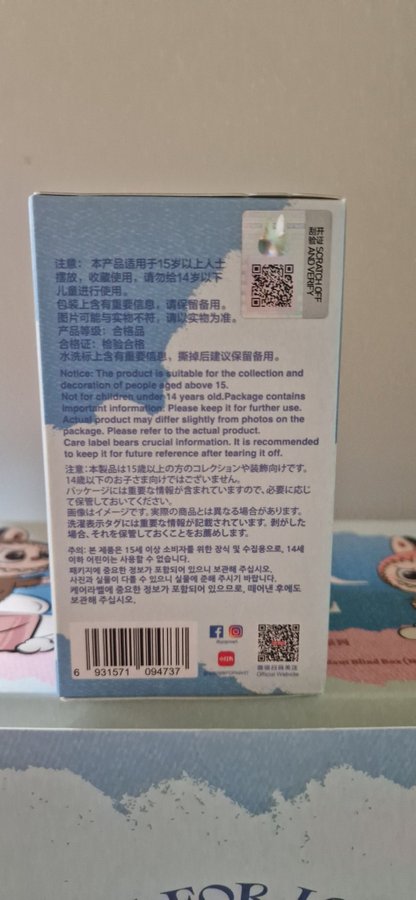 注意： 本产品适用于15岁以上人士
摆放，收藏使用，请勿给14岁以下
儿童进行使用。
包装上含有重要信息，请保留备用。
图片可能与实物不符，请以实物为准。
产品等级：合格品
合格证：检验合格
水洗标上含有重要信息，撕掉后建议保留备用。
Notice: The product is suitable for the collection and
decoration of people aged above 15.
Not for children under 14 years old.Package contains
important information. Please keep it for further use.
Actual product may differ slightly from photos on the
package. Please refer to the actual product.
Care label bears crucial information. It is recommended
to keep it for future reference after tearing it off.
注意:本製品は15歳以上の方のコレクションや装飾向けです。
14歳以下のお子さま向けではございません。
パッケージには重要な情報が含まれていますので、必要に応じ
て保管しておいてください。
画像はイメージです。実際の商品とは異なる場合があります。
洗濯表示タグには重要な情報が記載されています. 剥がした
場合、それを保管しておくことをお薦めします。
주의: 본 제품은 15세 이상 소비자를 위한 장식 및 수집용으로, 14세
이하 어린이는 사용할 수 없습니다.
패키지에 중요한 정보가 포함되어 있으니 보관해 주십시오.
사진과 실물이 다를 수 있으니 실물에 준해 주시기 바랍니다.
케어라벨에 중요한 정보가 포함되어 있으므로, 떼어낸 후에도
보관해 주십시오.
SCRATCH OFF
AND VERIFY
6 931571 094737
小红书
Official Website
Blind Box
FOR